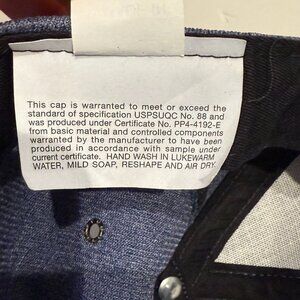 This cap is warranted to meet or exceed the
standard of specification USPSUQC No. 88 and
was produced under Certificate No. PP4-4192-E
from basic material and controlled components
warranted by the manufacturer to have been
produced in accordance with sample under
current certificate. HAND WASH IN LUKEWARM
WATER, MILD SOAP, RESHAPE AND AIR DRY.